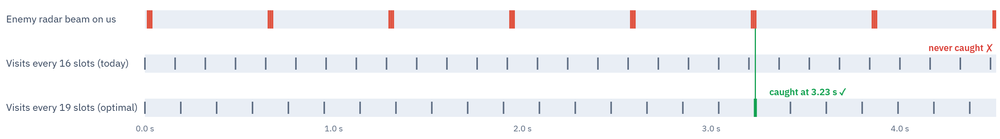 Enemy radar beam on us
never caught ✗
Visits every 16 slots (today)
caught at 3.23 s ✓
Visits every 19 slots (optimal)
0.0 s 1.0 s 2.0 s 3.0 s 4.0 s